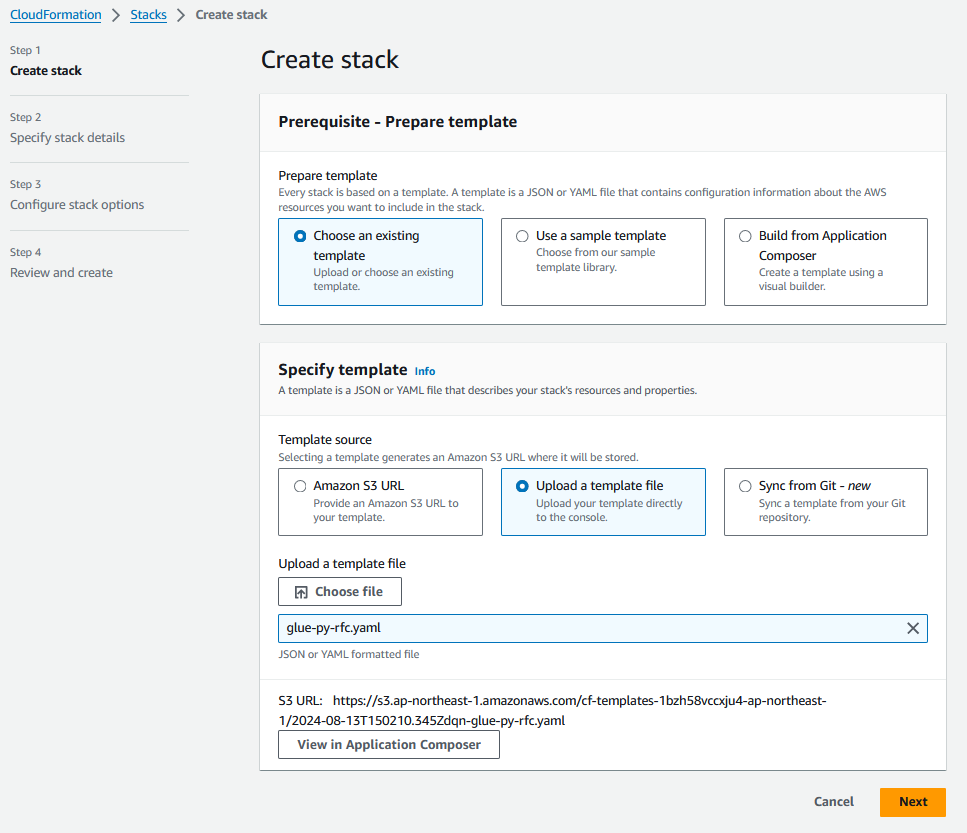 CloudFormation > Stacks > Create stack
Step 1
Create stack
Step 2
Specify stack details
Step 3
Configure stack options
Step 4
Review and create
Create stack
Prerequisite - Prepare template
Prepare template
Every stack is based on a template. A template is a JSON or YAML file that contains configuration information about the AWS
resources you want to include in the stack.
Choose an existing
template
Upload or choose an existing
template.
Use a sample template
Choose from our sample
template library.
Build from Application
Composer
Create a template using a
visual builder.
Specify template Info
A template is a JSON or YAML file that describes your stack's resources and properties.
Template source
Selecting a template generates an Amazon S3 URL where it will be stored.
Amazon S3 URL
Provide an Amazon S3 URL to
your template.
Upload a template file
Upload your template directly
to the console.
Sync from Git - new
Sync a template from your Git
repository.
Upload a template file
Choose file
glue-py-rfc.yaml
JSON or YAML formatted file
S3 URL: https://s3.ap-northeast-1.amazonaws.com/cf-templates-1bzh58vccxju4-ap-northeast-
1/2024-08-13T150210.345Zdqn-glue-py-rfc.yaml
View in Application Composer
Cancel
Next